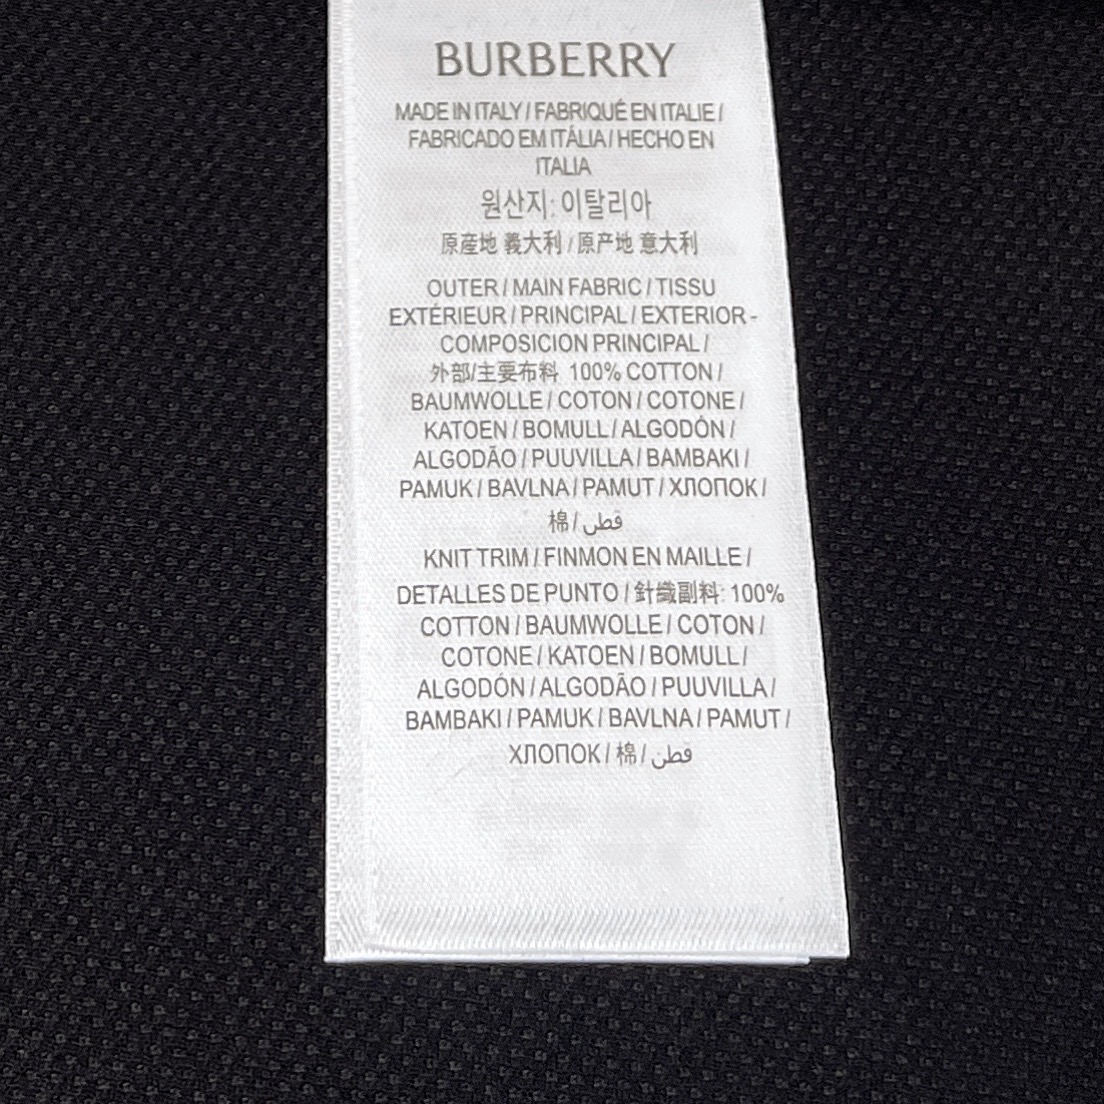 BURBERRY
MADE IN ITALY / FABRIQUÉ EN ITALIE /
FABRICADO EM ITÁLIA / HECHO EN
ITALIA
원산지: 이탈리아
原産地 義大利 / 原产地 意大利
OUTER / MAIN FABRIC / TISSU
EXTÉRIEUR / PRINCIPAL / EXTERIOR -
COMPOSICION PRINCIPAL /
外部/主要布料 100% COTTON /
BAUMWOLLE / COTON / COTONE /
KATOEN / BOMULL / ALGODÓN /
ALGODÃO / PUUVILLA / BAMBAKI /
PAMUK / BAVLNA / PAMUT / ХЛОПОК /
棉 / قطن
KNIT TRIM / FINMON EN MAILLE /
DETALLES DE PUNTO / 針織副料: 100%
COTTON / BAUMWOLLE / COTON /
COTONE / KATOEN / BOMULL /
ALGODÓN / ALGODÃO / PUUVILLA /
BAMBAKI / PAMUK / BAVLNA / PAMUT /
ХЛОПОК / 棉 / قطن